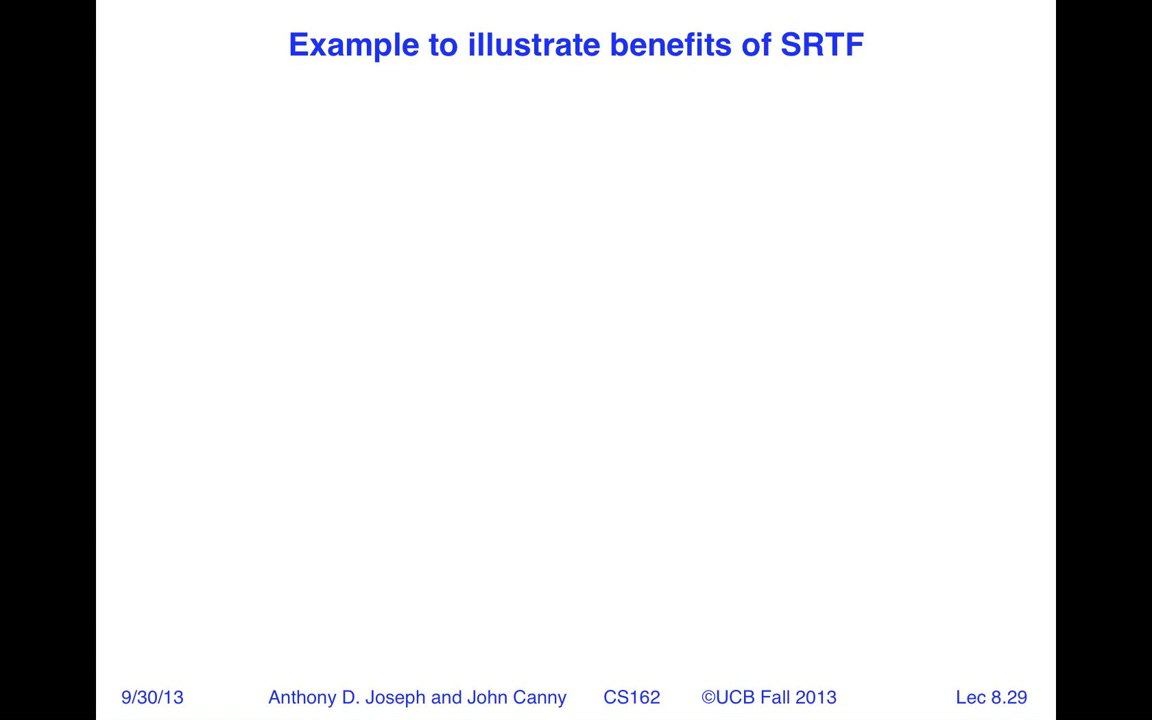 Example to illustrate benefits of SRTF
9/30/13 Anthony D. Joseph and John Canny CS162 ©UCB Fall 2013 Lec 8.29